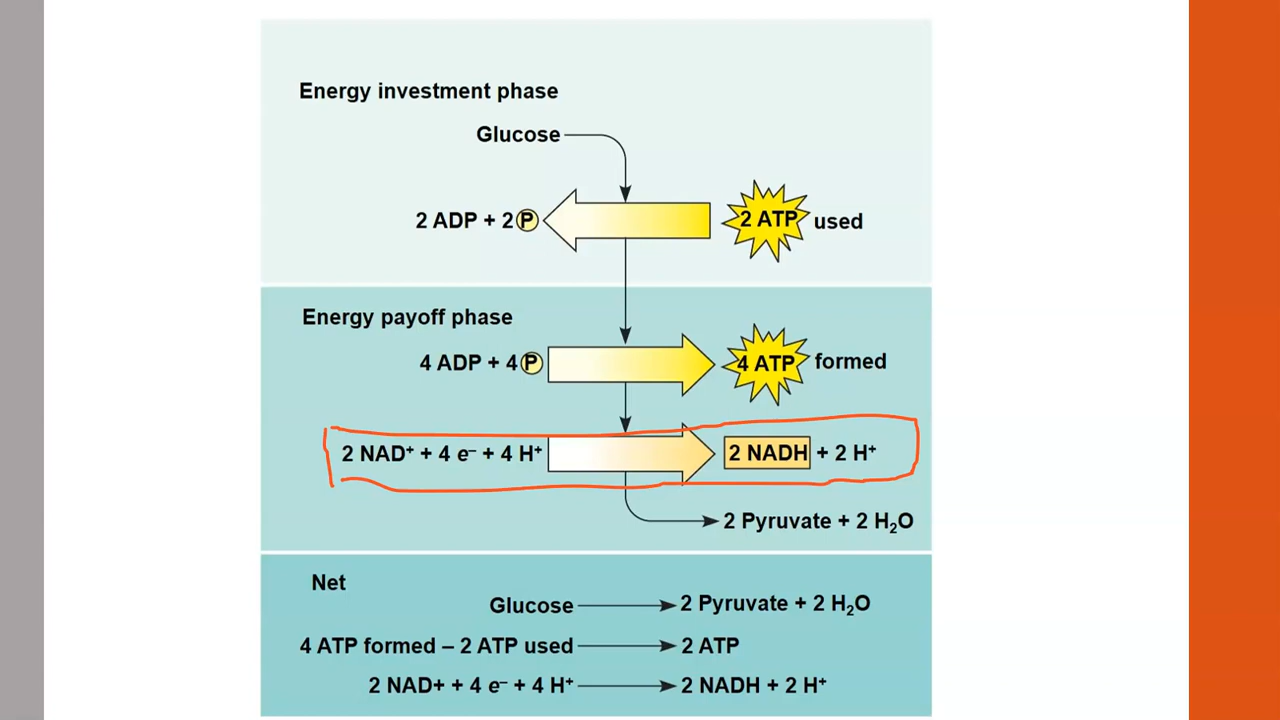 Energy investment phase
Glucose
2 ADP + 2 P
2 ATP used
Energy payoff phase
4 ADP + 4 P
4 ATP formed
2 NAD⁺ + 4 e⁻ + 4 H⁺
2 NADH + 2 H⁺
2 Pyruvate + 2 H₂O
Net
Glucose → 2 Pyruvate + 2 H₂O
4 ATP formed – 2 ATP used → 2 ATP
2 NAD+ + 4 e⁻ + 4 H⁺ → 2 NADH + 2 H⁺